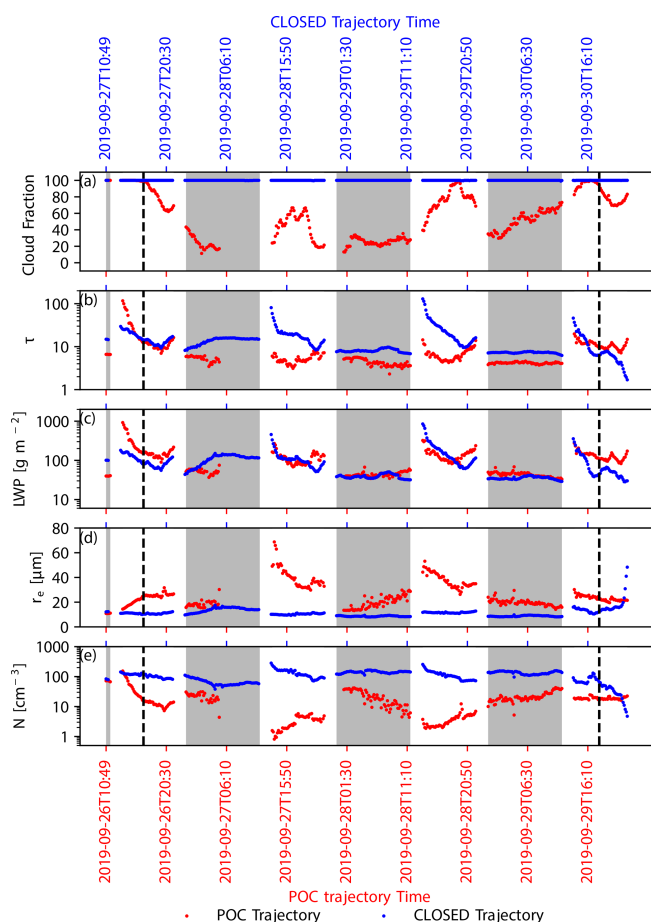 CLOSED Trajectory Time
2019-09-27T10:49
2019-09-27T20:30
2019-09-28T06:10
2019-09-28T15:50
2019-09-29T01:30
2019-09-29T11:10
2019-09-29T20:50
2019-09-30T06:30
2019-09-30T16:10
(a)
Cloud Fraction
100
80
60
40
20
0
(b)
τ
100
10
1
(c)
LWP [g m−2]
1000
100
10
(d)
re [μm]
80
60
40
20
0
(e)
N [cm−3]
1000
100
10
1
2019-09-26T10:49
2019-09-26T20:30
2019-09-27T06:10
2019-09-27T15:50
2019-09-28T01:30
2019-09-28T11:10
2019-09-28T20:50
2019-09-29T06:30
2019-09-29T16:10
POC trajectory Time
POC Trajectory CLOSED Trajectory